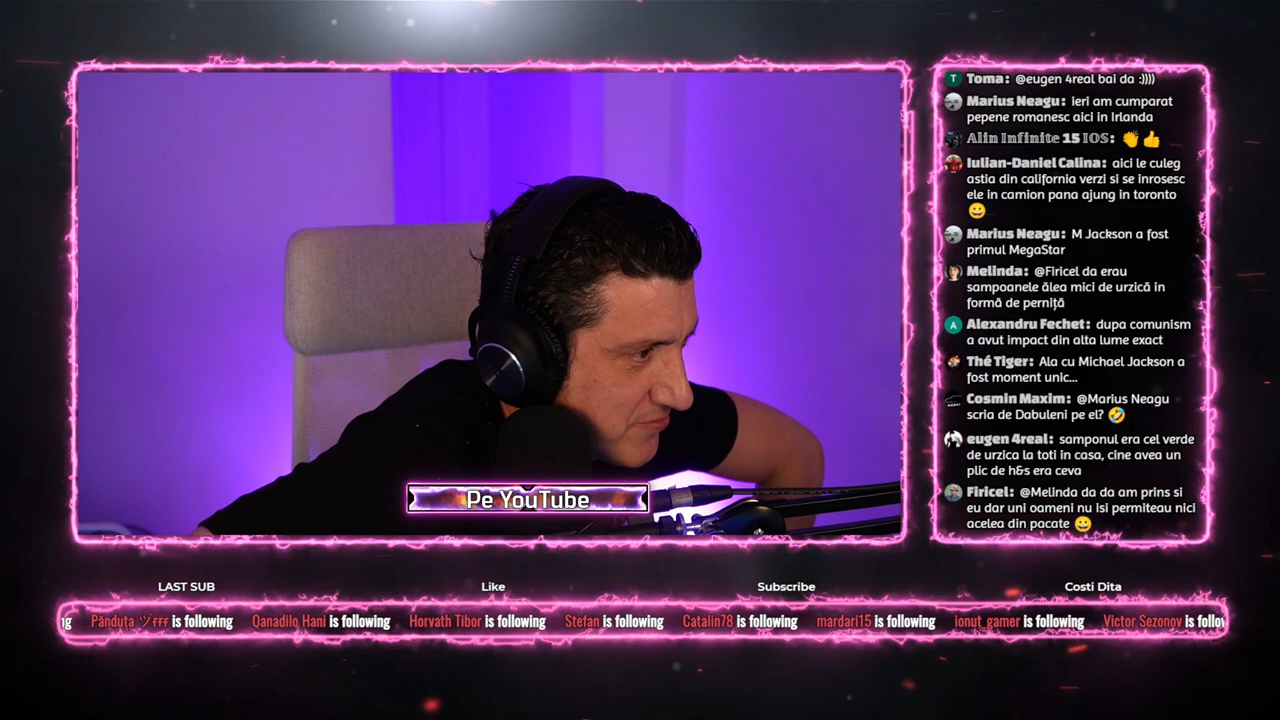 T Toma: @eugen 4real bai da :))))
Marius Neagu: ieri am cumparat
pepene romanesc aici in Irlanda
Alin Infinite 15 IOS: 👏👍
Iulian-Daniel Calina: aici le culeg
astia din california verzi si se inrosesc
ele in camion pana ajung in toronto
😀
Marius Neagu: M Jackson a fost
primul MegaStar
Melinda: @Firicel da erau
sampoanele ălea mici de urzică in
formă de perniță
A Alexandru Fechet: dupa comunism
a avut impact din alta lume exact
Thé Tiger: Ala cu Michael Jackson a
fost moment unic...
Cosmin Maxim: @Marius Neagu
scria de Dabuleni pe el? 🤣
eugen 4real: samponul era cel verde
de urzica la toti in casa, cine avea un
plic de h&s era ceva
Firicel: @Melinda da da am prins si
eu dar uni oameni nu isi permiteau nici
acelea din pacate 😀
Pe YouTube
LAST SUB Like Subscribe Costi Dita
ng Pănduța ヅ ғғғ is following Qanadilo Hani is following Horvath Tibor is following Stefan is following Catalin78 is following mardari15 is following ionut_gamer is following Victor Sezonov is follow